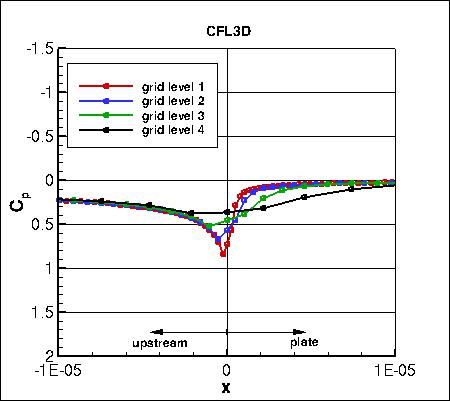 CFL3D
-1.5
-1
-0.5
0
0.5
1
1.5
2
Cp
grid level 1
grid level 2
grid level 3
grid level 4
upstream
plate
-1E-05
0
1E-05
x